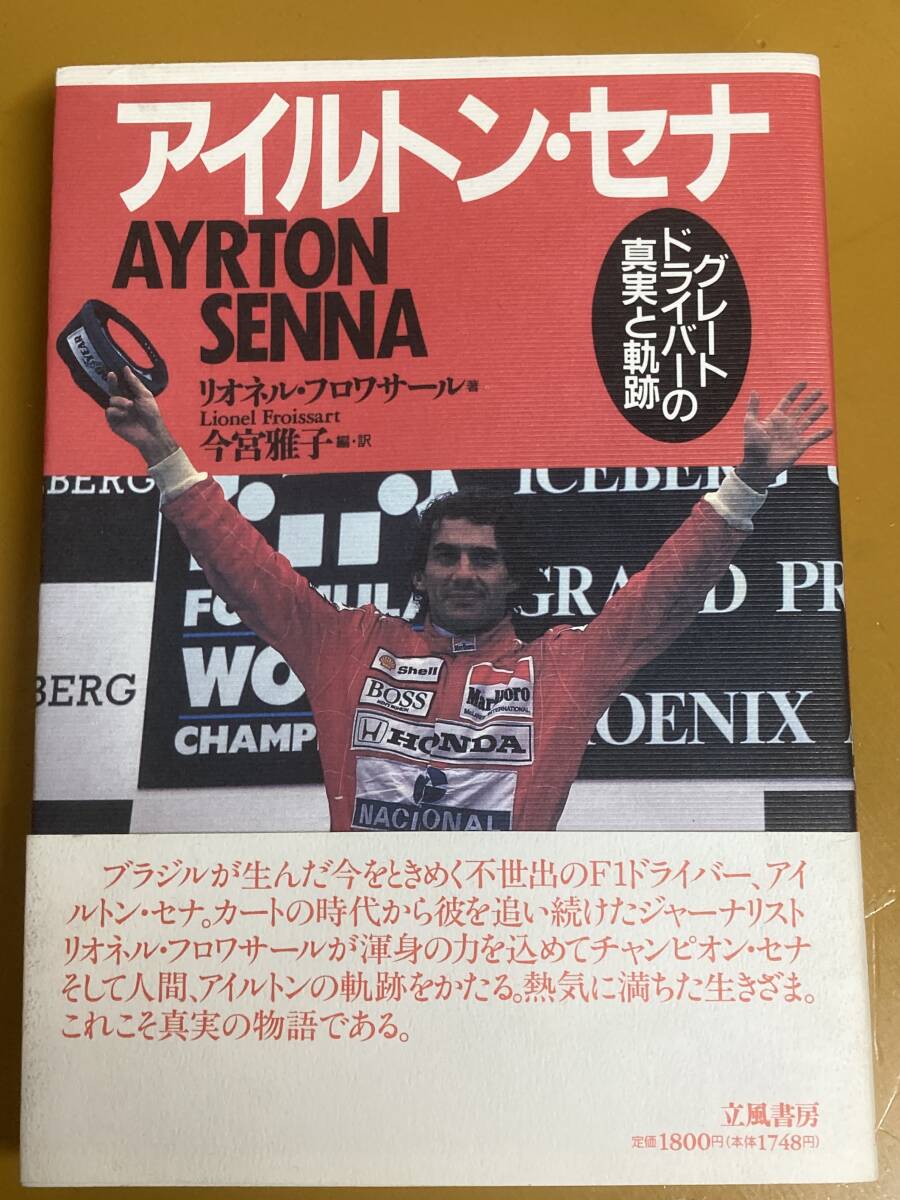 アイルトン・セナ
AYRTON
SENNA
グレート
ドライバーの
真実と軌跡
リオネル・フロワサール 著
Lionel Froissart
今宮雅子 編・訳
BERG
ICEBERG
FORMULA
GRAND PR
WO
BERG
CHAMP
OENIX
Shell
BOSS
Marlboro
McLaren INTERNATIONAL
HONDA
NACIONAL
ブラジルが生んだ今をときめく不世出のF1ドライバー、アイ
ルトン・セナ。カートの時代から彼を追い続けたジャーナリスト
リオネル・フロワサールが渾身の力を込めてチャンピオン・セナ
そして人間、アイルトンの軌跡をかたる。熱気に満ちた生きざま。
これこそ真実の物語である。
立風書房
定価1800円(本体1748円)